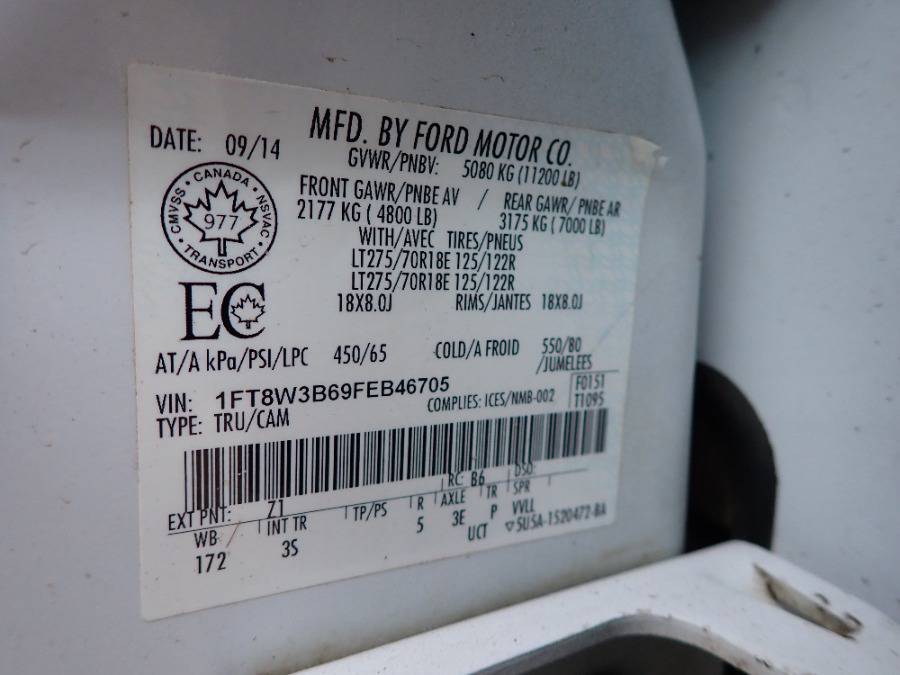 MFD. BY FORD MOTOR CO.
DATE: 09/14
GVWR/PNBV: 5080 KG (11200 LB)
FRONT GAWR/PNBE AV / REAR GAWR/ PNBE AR
2177 KG ( 4800 LB) 3175 KG ( 7000 LB)
WITH/AVEC TIRES/PNEUS
LT275/70R18E 125/122R
LT275/70R18E 125/122R
18X8.0J RIMS/JANTES 18X8.0J
CANADA
CMVSS NSVAC
977
TRANSPORT
EC
AT/A kPa/PSI/LPC 450/65 COLD/A FROID 550/80
/JUMELEES
VIN: 1FT8W3B69FEB46705
COMPLIES: ICES/NMB-002
F0151
T1095
TYPE: TRU/CAM
EXT PNT: Z1 RC: B6 DSO:
WB INT TR TP/PS R AXLE TR SPR
172 3S 5 3E P VVLL
UCT 5U5A-1520472-BA